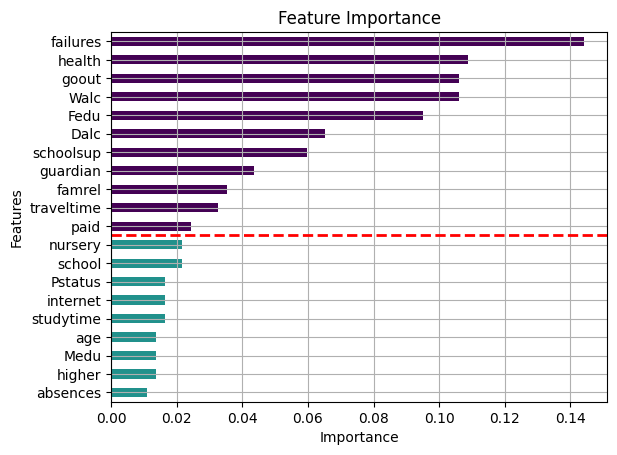 Feature Importance
failures
health
goout
Walc
Fedu
Dalc
schoolsup
guardian
famrel
traveltime
paid
nursery
school
Pstatus
internet
studytime
age
Medu
higher
absences
Features
0.00 0.02 0.04 0.06 0.08 0.10 0.12 0.14
Importance